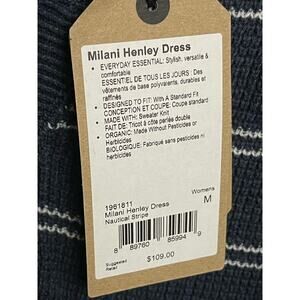 Milani Henley Dress
• EVERYDAY ESSENTIAL: Stylish, versatile &
comfortable
ESSENTIEL DE TOUS LES JOURS : Des
vêtements de base polyvalents, durables et
raffinés
• DESIGNED TO FIT: With A Standard Fit
CONCEPTION ET COUPE: Coupe standard
• MADE WITH: Sweater Knit
FAIT DE: Tricot à côte perlée double
• ORGANIC: Made Without Pesticides or
Herbicides
BIOLOGIQUE: Fabriqué sans pesticides ni
herbicides
1961811
Milani Henley Dress
Nautical Stripe
Womens
M
8 89760 85994 9
Suggested
Retail
$109.00